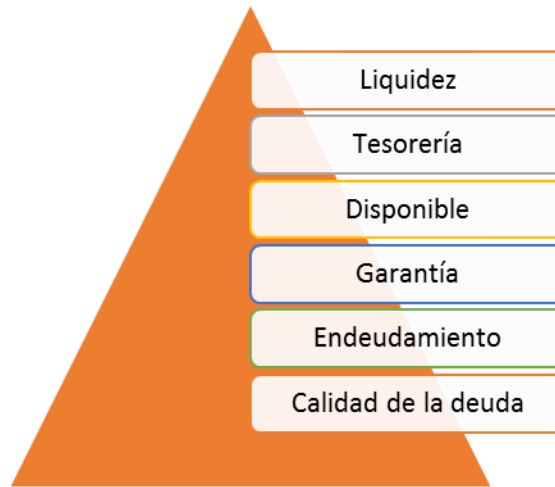 Liquidez
Tesorería
Disponible
Garantía
Endeudamiento
Calidad de la deuda